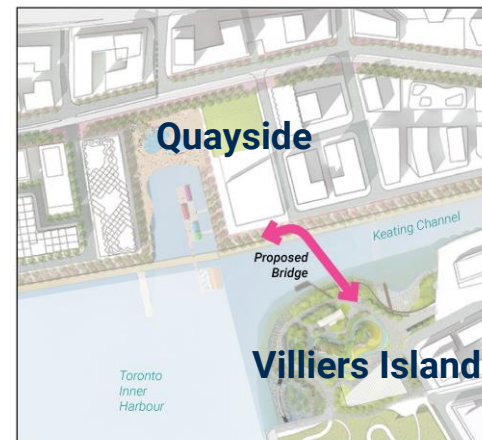 Quayside
Keating Channel
Proposed
Bridge
Villiers Island
Toronto
Inner
Harbour